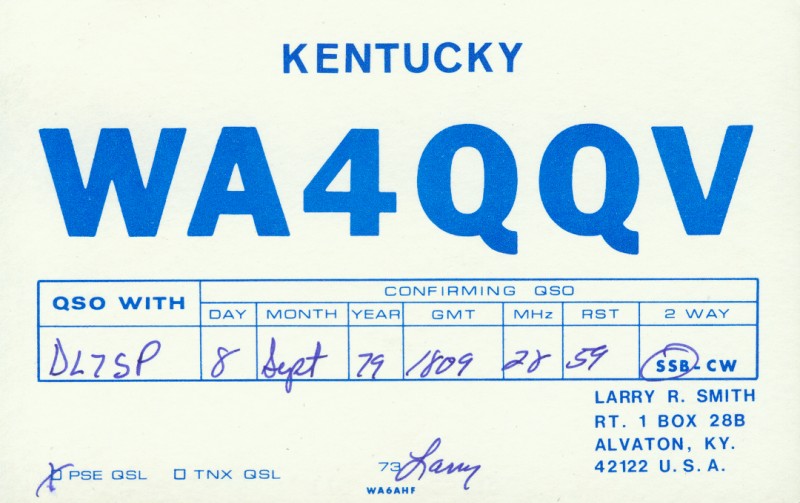 KENTUCKY
WA4QQV
QSO WITH
CONFIRMING QSO
DAY MONTH YEAR GMT MHz RST 2 WAY
DL7SP 8 Sept 79 1809 28 59 SSB-CW
LARRY R. SMITH
RT. 1 BOX 28B
ALVATON, KY.
42122 U.S.A.
PSE QSL TNX QSL 73 Larry
WA6AHF